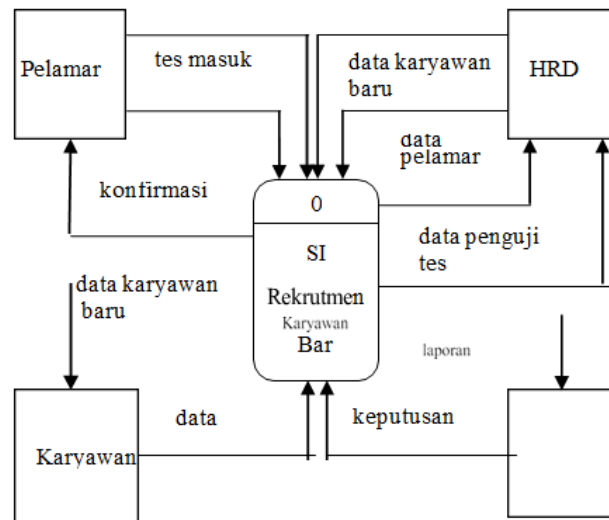 Pelamar
tes masuk
data karyawan
baru
HRD
data
pelamar
konfirmasi
0
SI
Rekrutmen
Karyawan
Bar
data penguji
tes
data karyawan
baru
laporan
Karyawan
data
keputusan